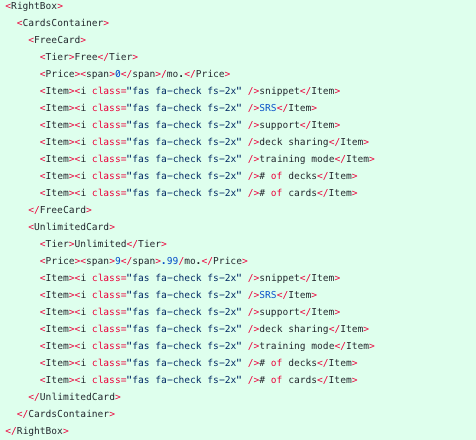 <RightBox>
<CardsContainer>
<FreeCard>
<Tier>Free</Tier>
<Price><span>0</span>/mo.</Price>
<Item><i class="fas fa-check fs-2x" />snippet</Item>
<Item><i class="fas fa-check fs-2x" />SRS</Item>
<Item><i class="fas fa-check fs-2x" />support</Item>
<Item><i class="fas fa-check fs-2x" />deck sharing</Item>
<Item><i class="fas fa-check fs-2x" />training mode</Item>
<Item><i class="fas fa-check fs-2x" /># of decks</Item>
<Item><i class="fas fa-check fs-2x" /># of cards</Item>
</FreeCard>
<UnlimitedCard>
<Tier>Unlimited</Tier>
<Price><span>9</span>.99/mo.</Price>
<Item><i class="fas fa-check fs-2x" />snippet</Item>
<Item><i class="fas fa-check fs-2x" />SRS</Item>
<Item><i class="fas fa-check fs-2x" />support</Item>
<Item><i class="fas fa-check fs-2x" />deck sharing</Item>
<Item><i class="fas fa-check fs-2x" />training mode</Item>
<Item><i class="fas fa-check fs-2x" /># of decks</Item>
<Item><i class="fas fa-check fs-2x" /># of cards</Item>
</UnlimitedCard>
</CardsContainer>
</RightBox>